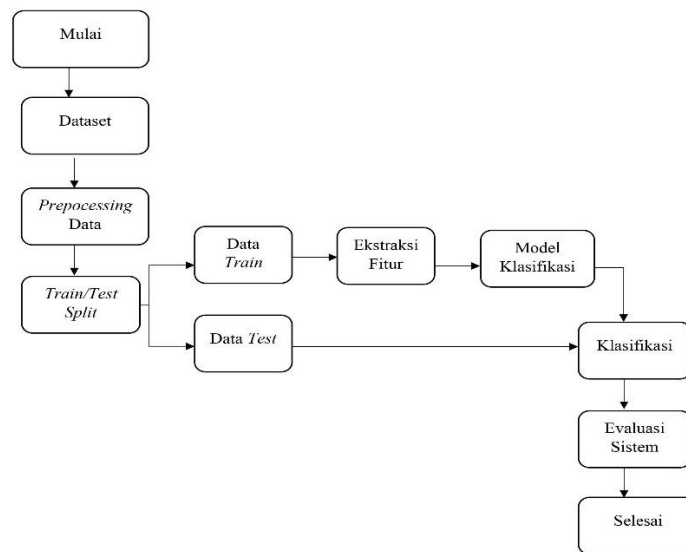 Mulai
Dataset
Prepocessing
Data
Train/Test
Split
Data
Train
Ekstraksi
Fitur
Model
Klasifikasi
Data Test
Klasifikasi
Evaluasi
Sistem
Selesai